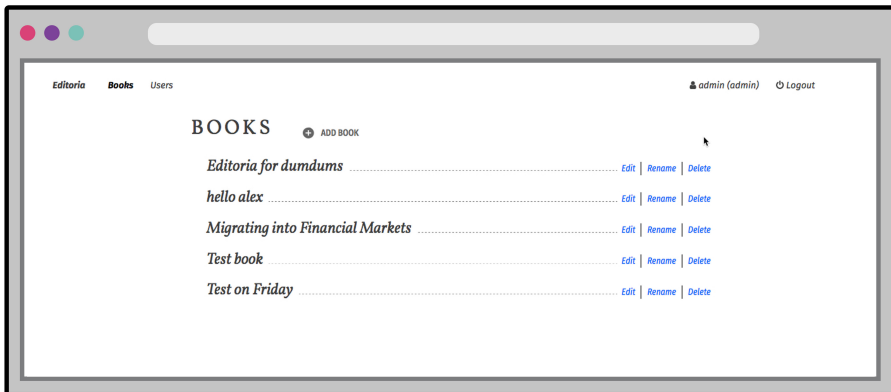 Editoria Books Users admin (admin) Logout
BOOKS ADD BOOK
Editoria for dumdums Edit | Rename | Delete
hello alex Edit | Rename | Delete
Migrating into Financial Markets Edit | Rename | Delete
Test book Edit | Rename | Delete
Test on Friday Edit | Rename | Delete